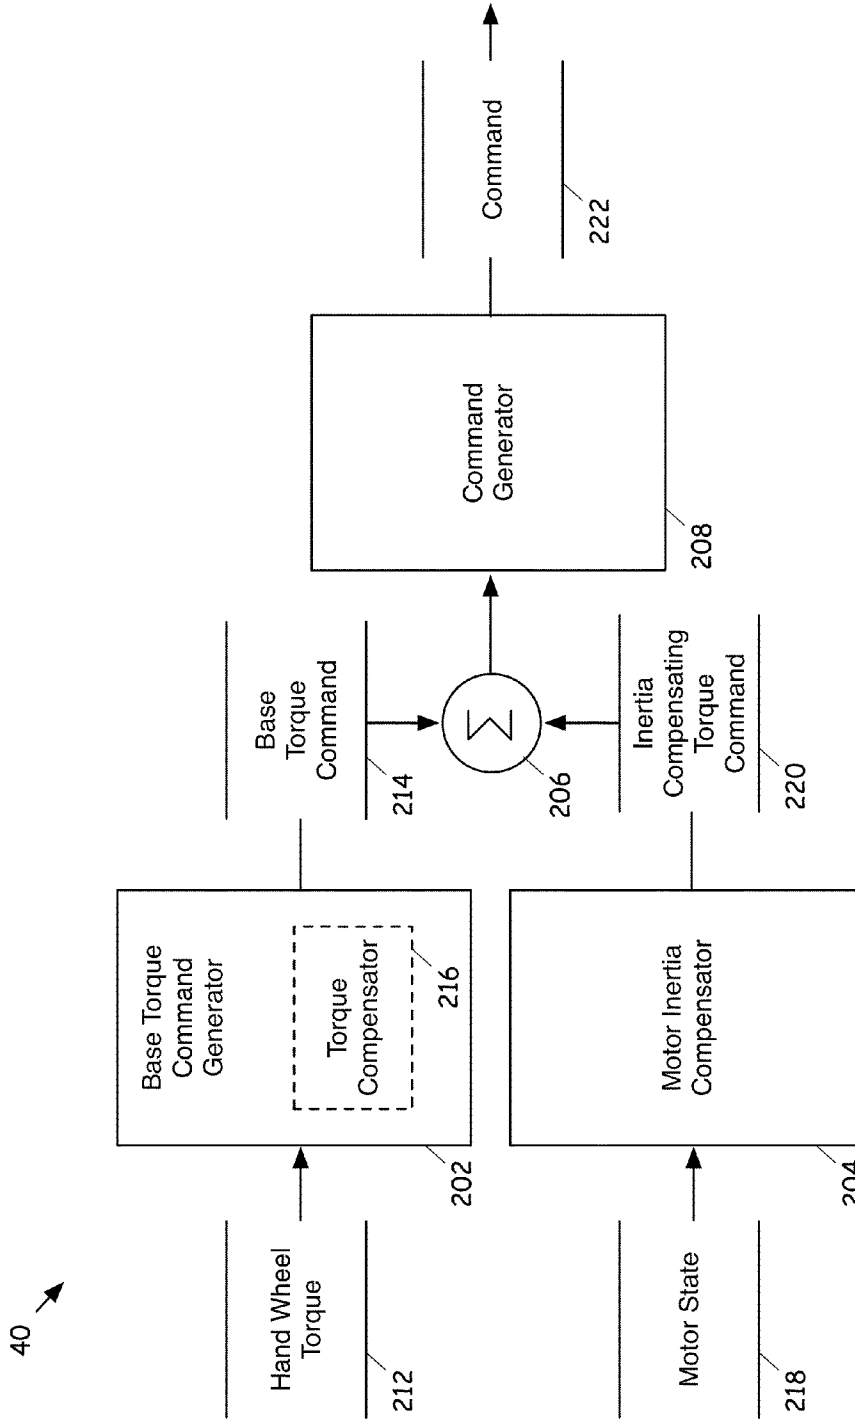 40
Hand Wheel
Torque
212
Base Torque
Command
Generator
Torque
Compensator
216
202
Base
Torque
Command
214
Σ
206
Command
Generator
208
Command
222
Motor State
218
Motor Inertia
Compensator
204
Inertia
Compensating
Torque
Command
220